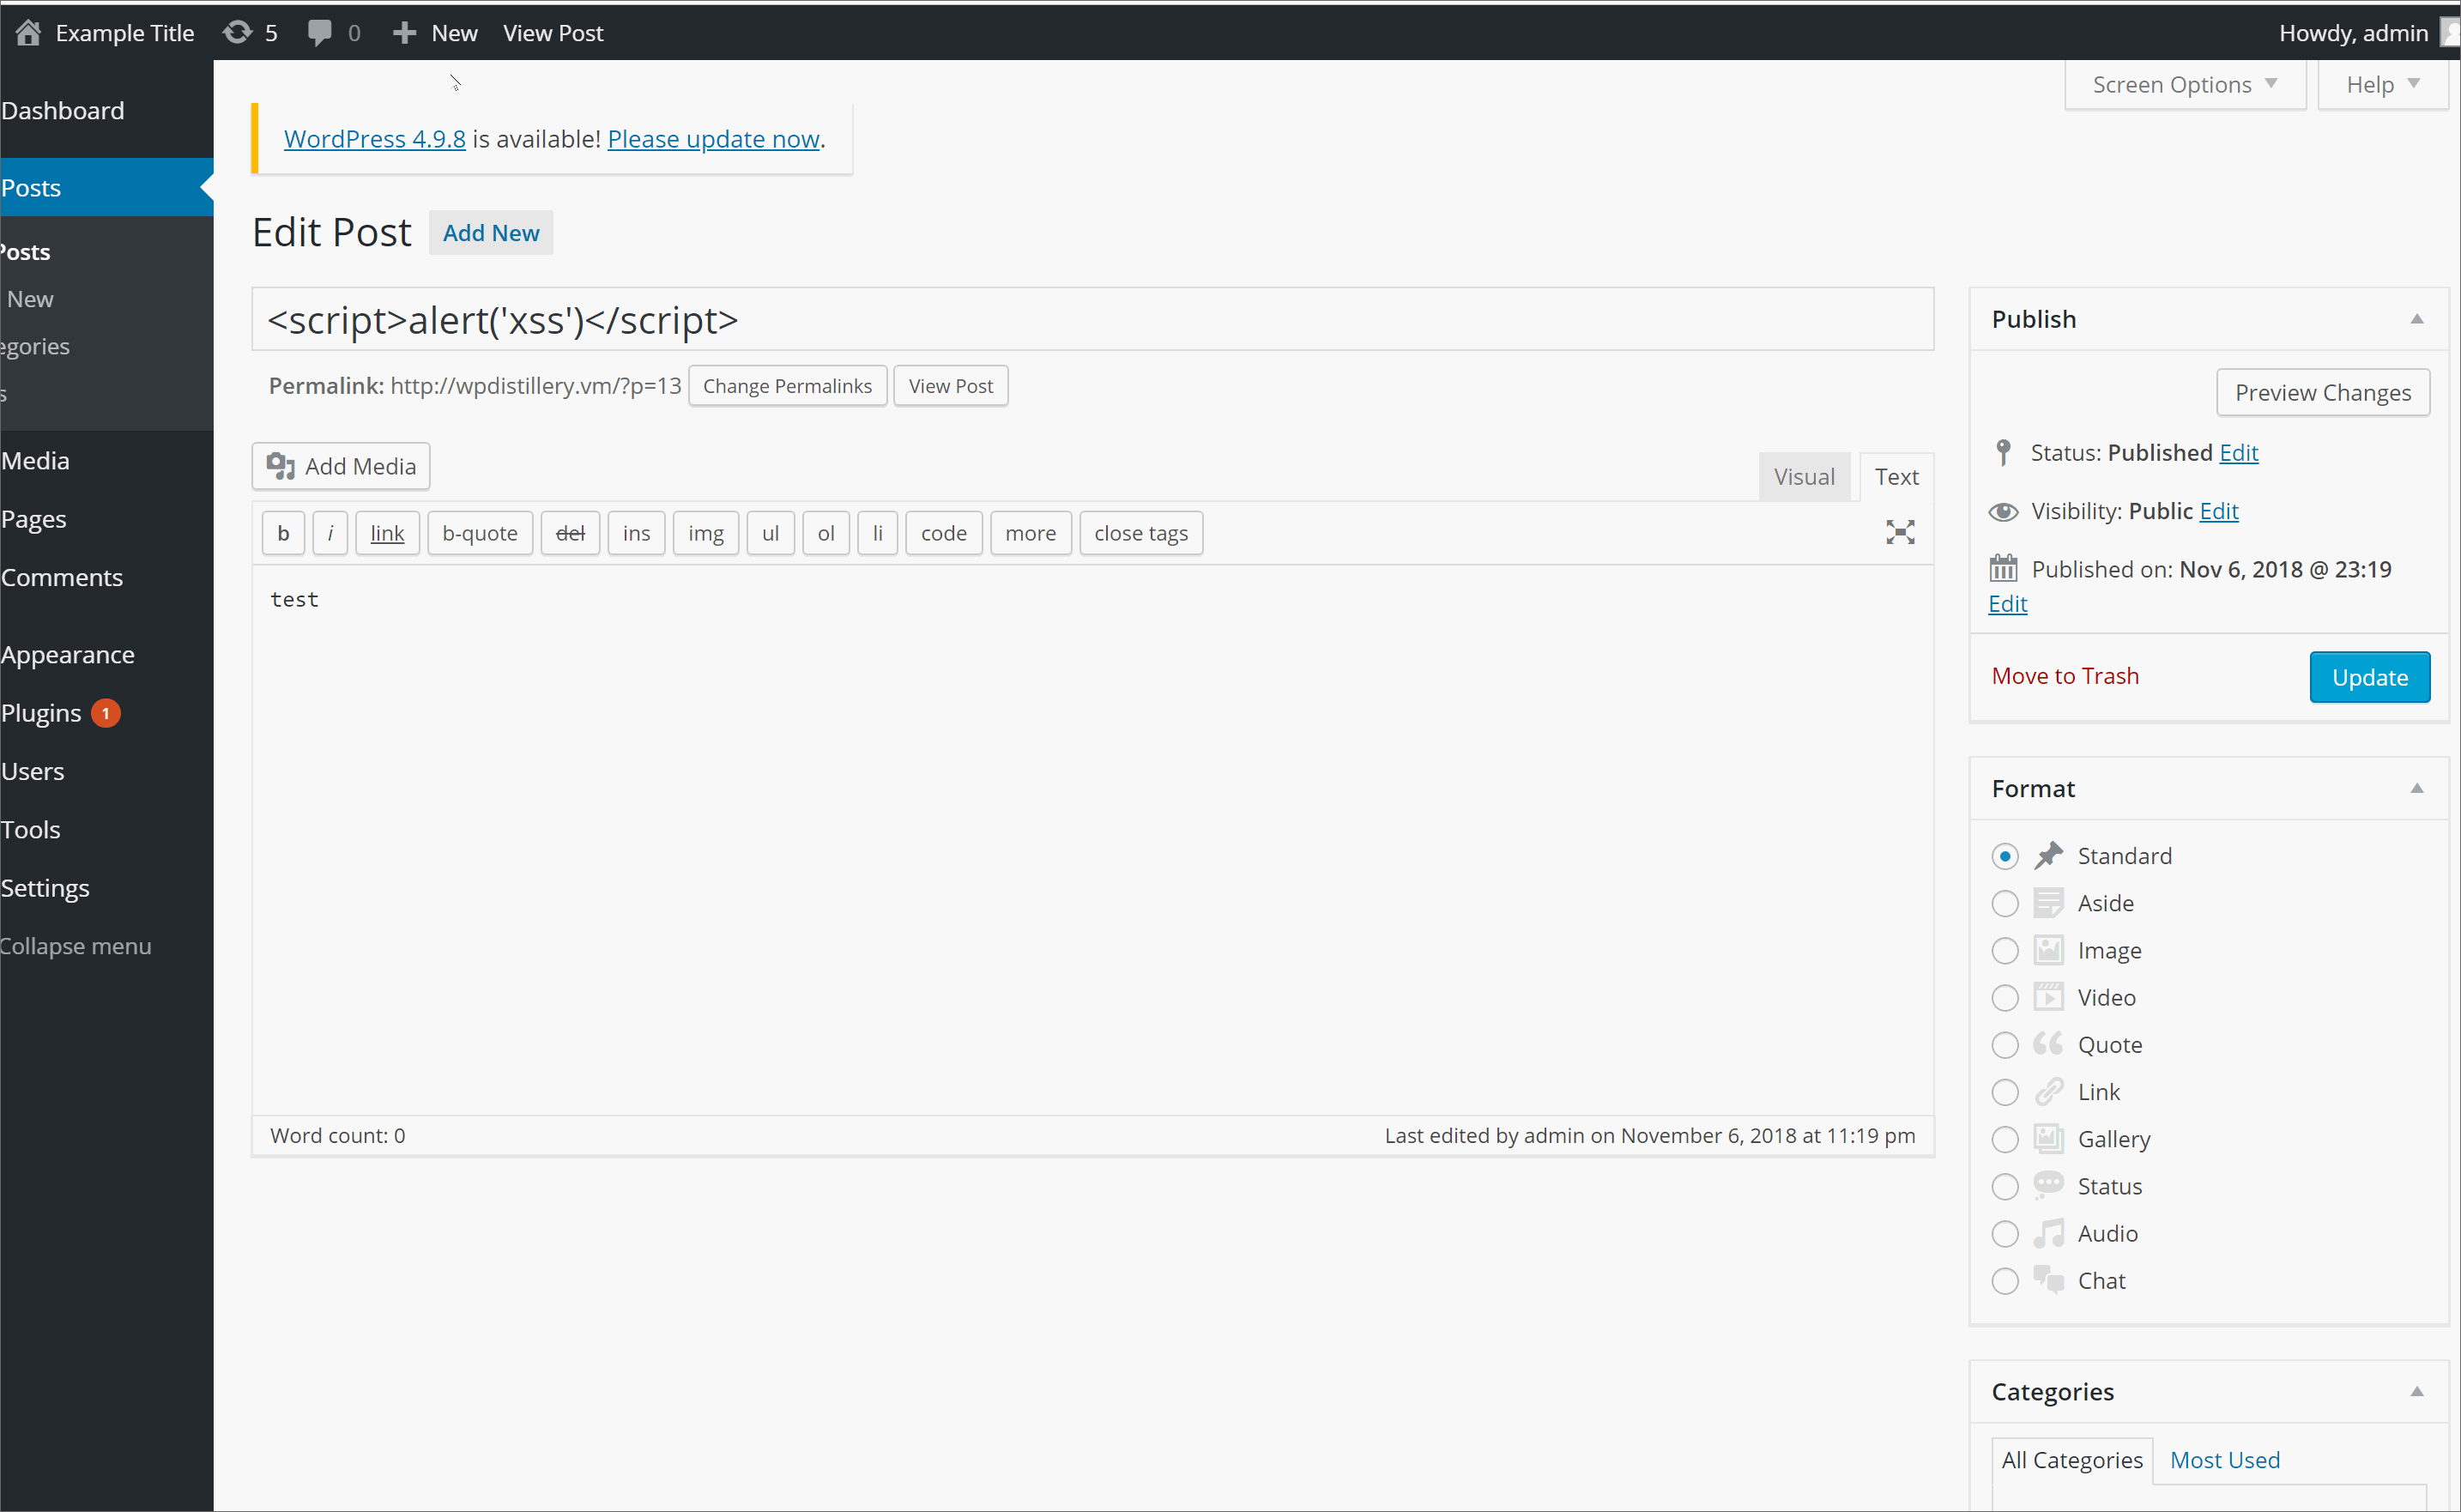 Example Title 5 0 New View Post Howdy, admin
Screen Options Help
Dashboard
Posts
Posts
New
egories
s
Media
Pages
Comments
Appearance
Plugins 1
Users
Tools
Settings
Collapse menu
WordPress 4.9.8 is available! Please update now.
Edit Post Add New
<script>alert('xss')</script>
Permalink: http://wpdistillery.vm/?p=13 Change Permalinks View Post
Add Media Visual Text
b i link b-quote del ins img ul ol li code more close tags
test
Word count: 0 Last edited by admin on November 6, 2018 at 11:19 pm
Publish
Preview Changes
Status: Published Edit
Visibility: Public Edit
Published on: Nov 6, 2018 @ 23:19
Edit
Move to Trash Update
Format
Standard
Aside
Image
Video
Quote
Link
Gallery
Status
Audio
Chat
Categories
All Categories Most Used